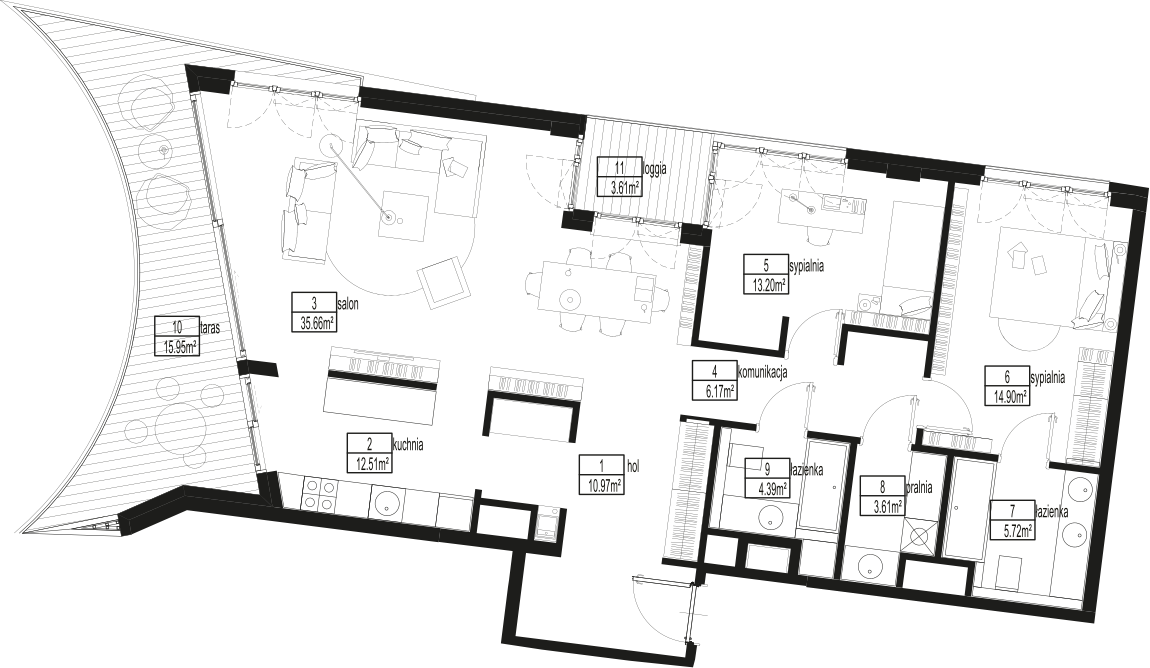 11 loggia
3.61m²
5 sypialnia
13.20m²
3 salon
35.66m²
10 taras
15.95m²
4 komunikacja
6.17m²
6 sypialnia
14.90m²
2 kuchnia
12.51m²
1 hol
10.97m²
9 łazienka
4.39m²
8 pralnia
3.61m²
7 łazienka
5.72m²